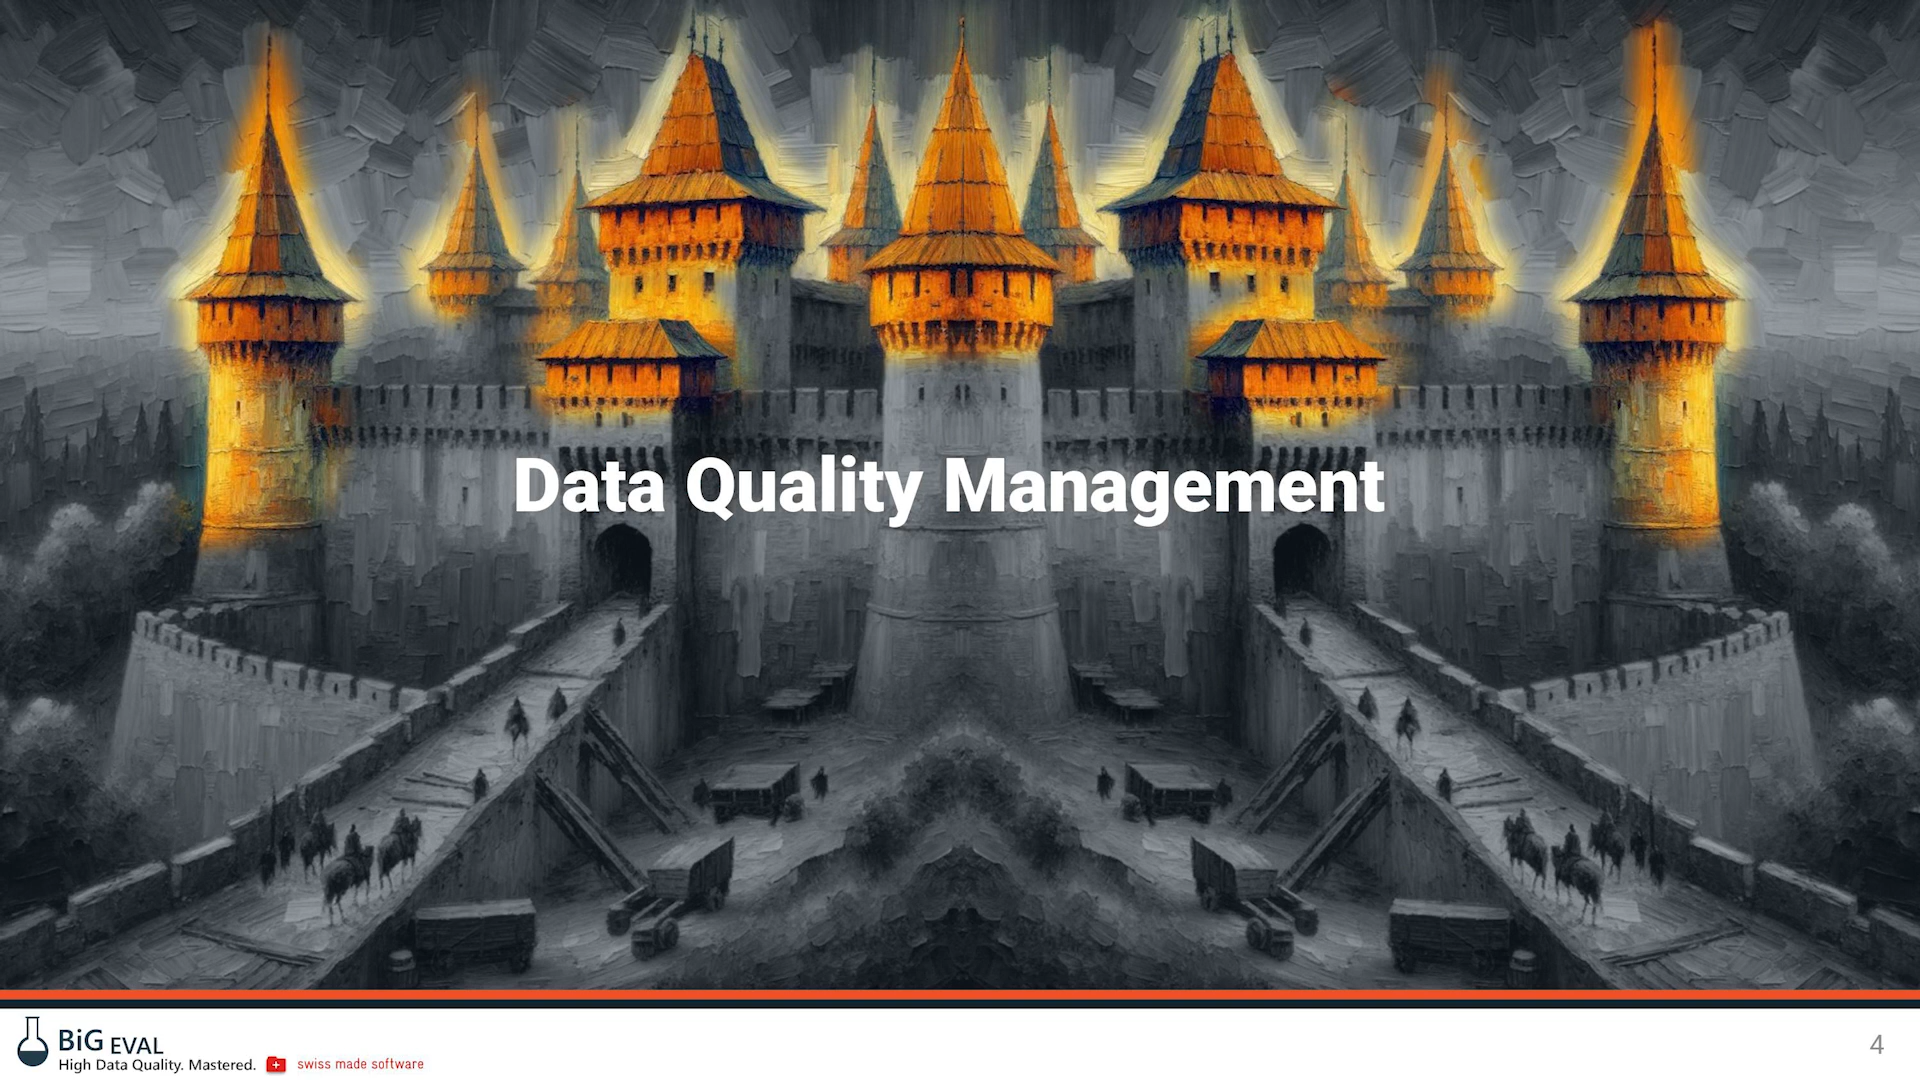 Data Quality Management
BiG EVAL
High Data Quality. Mastered.
swiss made software
4